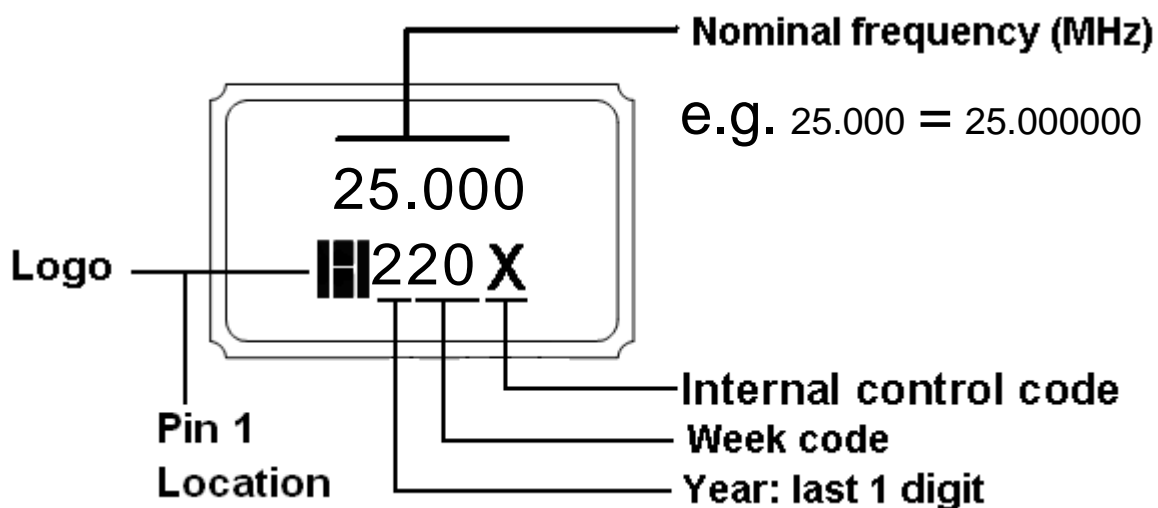 Nominal frequency (MHz)
e.g. 25.000 = 25.000000
25.000
Logo
220 X
Internal control code
Pin 1
Week code
Location
Year: last 1 digit